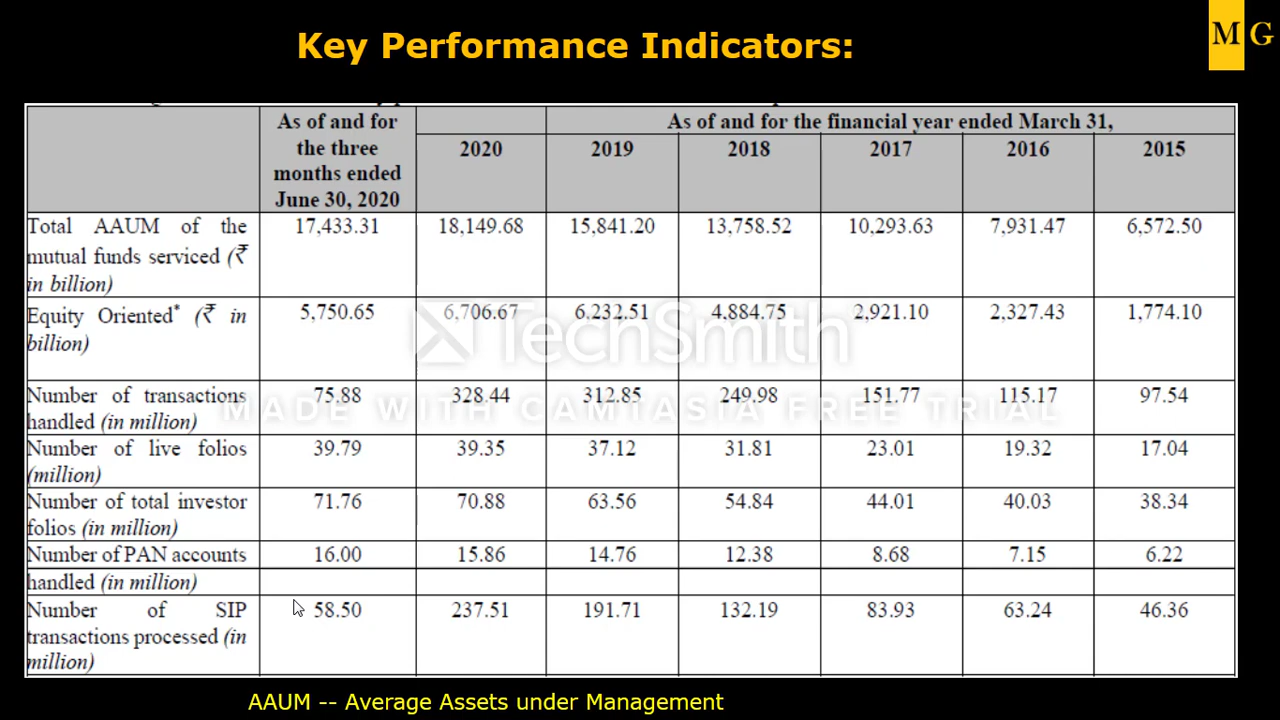 Key Performance Indicators:
M G
As of and for the three months ended June 30, 2020
As of and for the financial year ended March 31,
2020 2019 2018 2017 2016 2015
Total AAUM of the mutual funds serviced (₹ in billion) 17,433.31 18,149.68 15,841.20 13,758.52 10,293.63 7,931.47 6,572.50
Equity Oriented* (₹ in billion) 5,750.65 6,706.67 6,232.51 4,884.75 2,921.10 2,327.43 1,774.10
TechSmith
Number of transactions handled (in million) 75.88 328.44 312.85 249.98 151.77 115.17 97.54
MADE WITH CAMTASIA FREE TRIAL
Number of live folios (million) 39.79 39.35 37.12 31.81 23.01 19.32 17.04
Number of total investor folios (in million) 71.76 70.88 63.56 54.84 44.01 40.03 38.34
Number of PAN accounts handled (in million) 16.00 15.86 14.76 12.38 8.68 7.15 6.22
Number of SIP transactions processed (in million) 58.50 237.51 191.71 132.19 83.93 63.24 46.36
AAUM -- Average Assets under Management